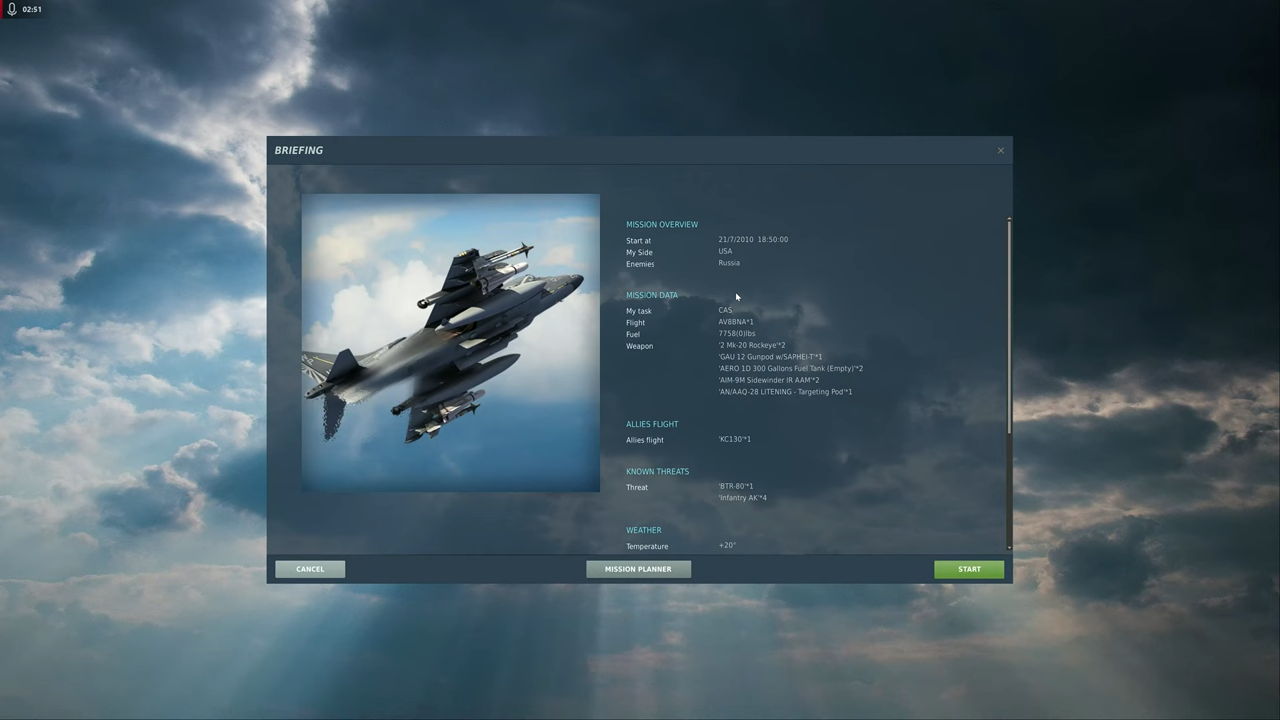 02:51
BRIEFING
×
MISSION OVERVIEW
Start at 21/7/2010 18:50:00
My Side USA
Enemies Russia
MISSION DATA
My task CAS
Flight AV8BNA*1
Fuel 7758(0)lbs
Weapon '2 Mk-20 Rockeye'*2
'GAU 12 Gunpod w/SAPHEI-T'*1
'AERO 1D 300 Gallons Fuel Tank (Empty)'*2
'AIM-9M Sidewinder IR AAM'*2
'AN/AAQ-28 LITENING - Targeting Pod'*1
ALLIES FLIGHT
Allies flight 'KC130'*1
KNOWN THREATS
Threat 'BTR-80'*1
'Infantry AK'*4
WEATHER
Temperature +20°
CANCEL MISSION PLANNER START